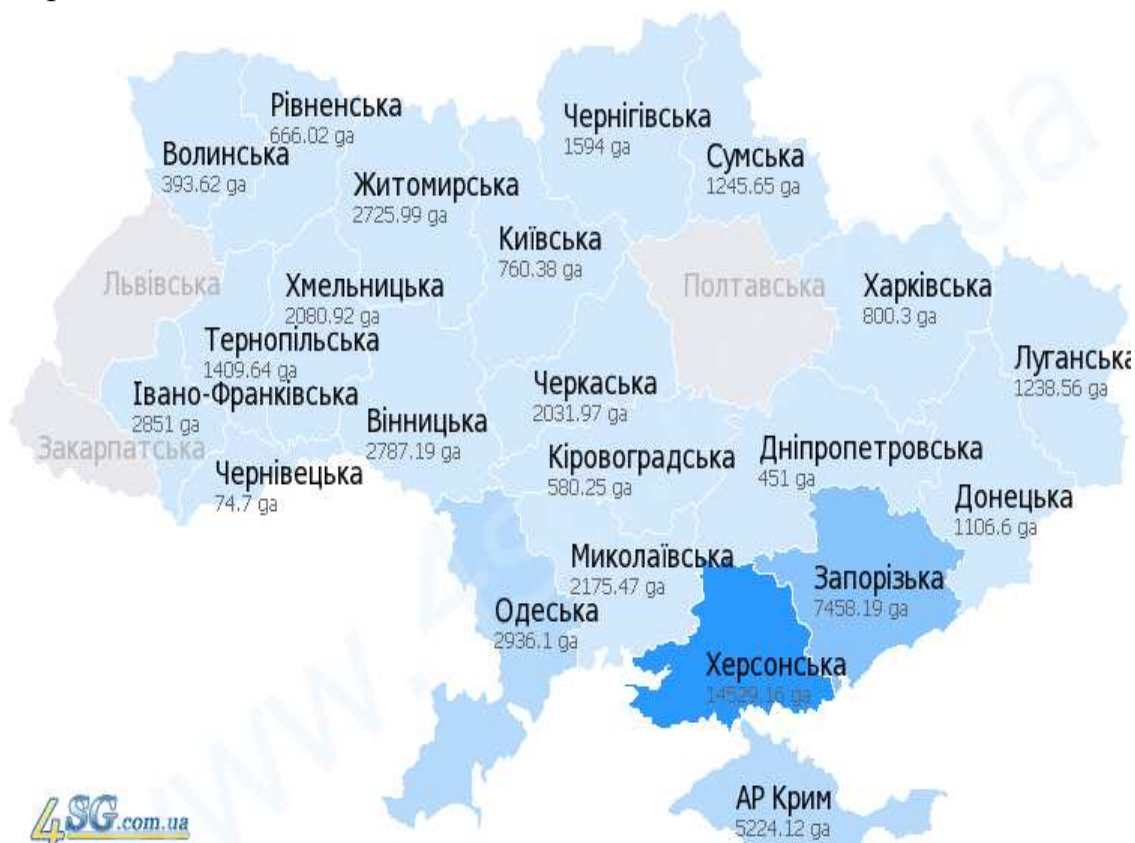 Рівненська
666.02 ga
Волинська
393.62 ga
Чернігівська
1594 ga
Сумська
1245.65 ga
Житомирська
2725.99 ga
Київська
760.38 ga
Львівська
Хмельницька
2080.92 ga
Полтавська
Харківська
800.3 ga
Тернопільська
1409.64 ga
Луганська
1238.56 ga
Івано-Франківська
2851 ga
Черкаська
2031.97 ga
Вінницька
2787.19 ga
Закарпатська
Кіровоградська
580.25 ga
Дніпропетровська
451 ga
Чернівецька
74.7 ga
Донецька
1106.6 ga
Миколаївська
2175.47 ga
Запорізька
7458.19 ga
Одеська
2936.1 ga
Херсонська
14529.16 ga
АР Крим
5224.12 ga
4SG.com.ua